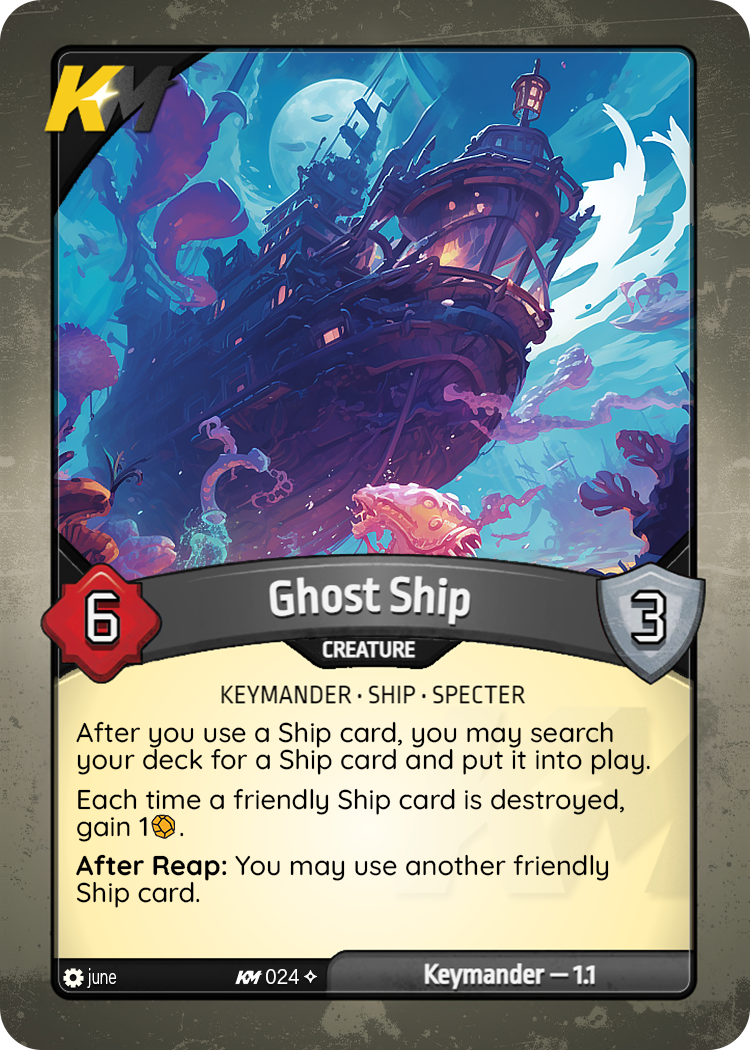 KM
Ghost Ship
6
3
CREATURE
KEYMANDER · SHIP · SPECTER
After you use a Ship card, you may search
your deck for a Ship card and put it into play.
Each time a friendly Ship card is destroyed,
gain 1.
After Reap: You may use another friendly
Ship card.
june
KM 024
Keymander — 1.1